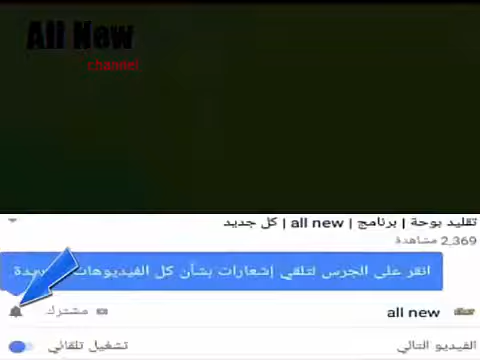 All New
channel
تقليد بوحة | برنامج | all new | كل جديد
2,369 مشاهدة
انقر على الجرس لتلقي إشعارات بشأن كل الفيديوهات
all new مشترك
الفيديو التالي تشغيل تلقائي